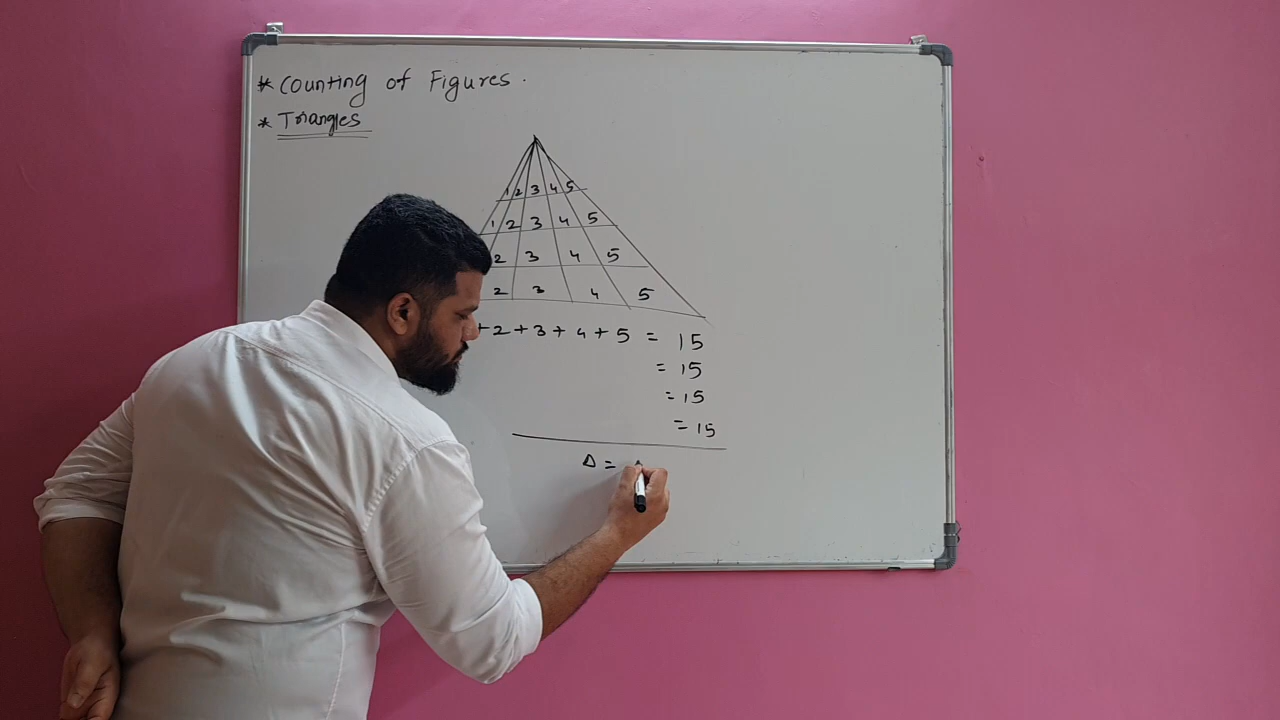 * Counting of Figures.
* Triangles
1 2 3 4 5
1 2 3 4 5
2 3 4 5
2 3 4 5
+ 2 + 3 + 4 + 5 = 15
= 15
= 15
= 15
Δ =